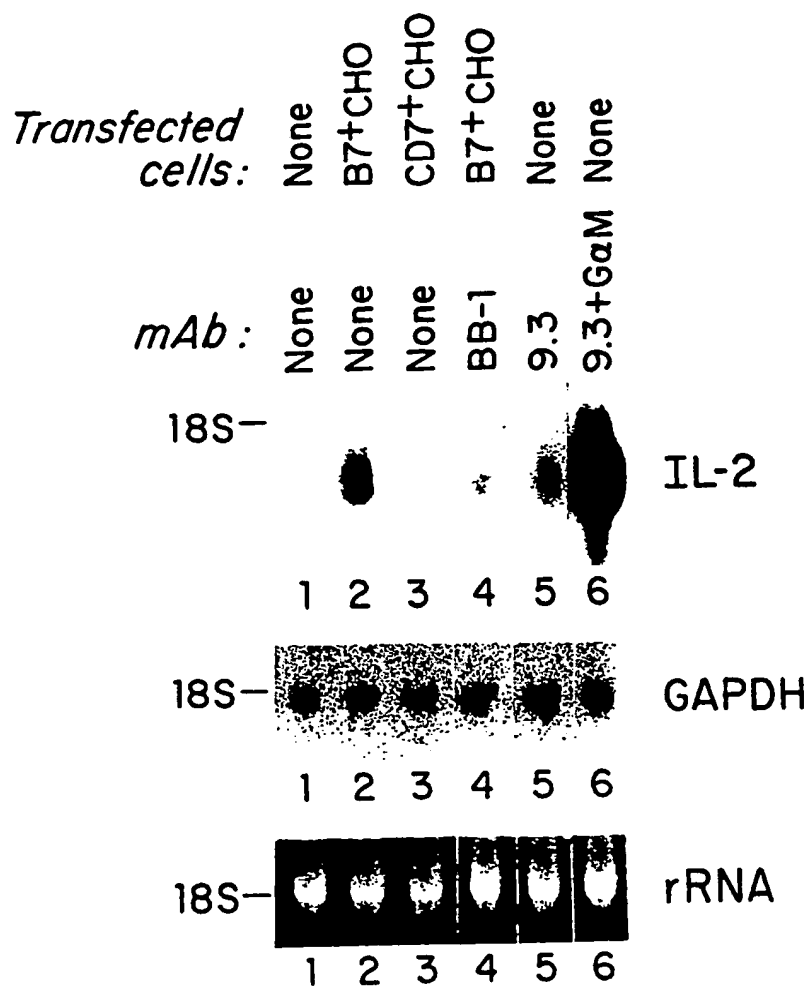 Transfected cells: None B7+CHO CD7+CHO B7+CHO None None
mAb: None None None BB-1 9.3 9.3+GαM
18S
IL-2
1 2 3 4 5 6
18S
GAPDH
1 2 3 4 5 6
18S
rRNA
1 2 3 4 5 6